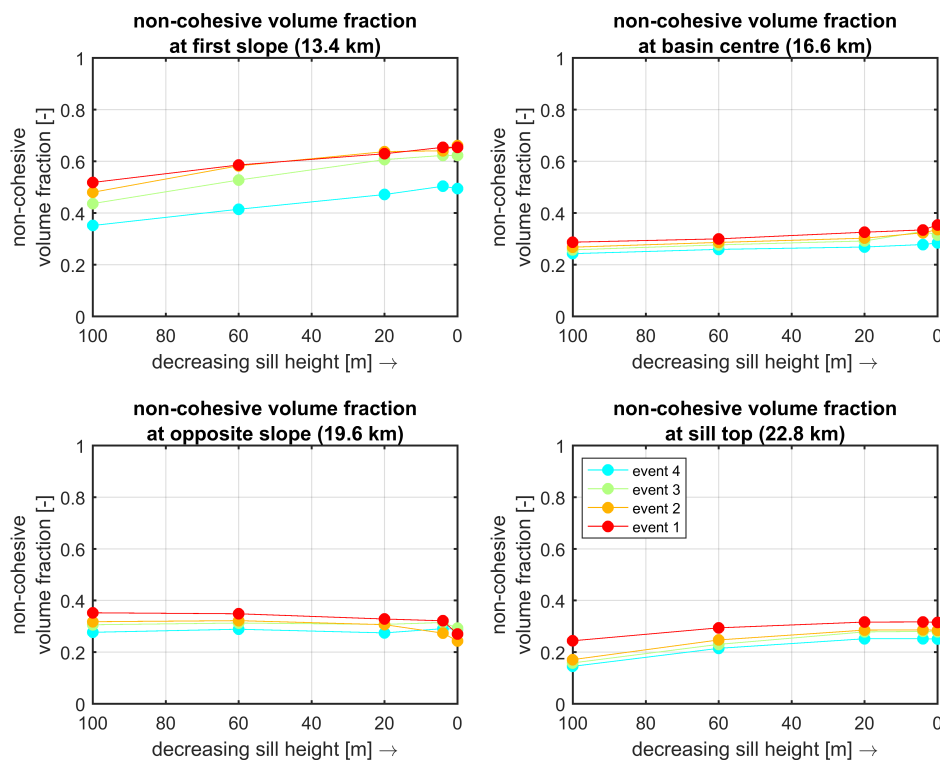 non-cohesive volume fraction
at first slope (13.4 km)
1
0.8
0.6
0.4
0.2
0
100
80
60
40
20
0
non-cohesive
volume fraction [-]
decreasing sill height [m] →
non-cohesive volume fraction
at basin centre (16.6 km)
1
0.8
0.6
0.4
0.2
0
100
80
60
40
20
0
non-cohesive
volume fraction [-]
decreasing sill height [m] →
non-cohesive volume fraction
at opposite slope (19.6 km)
1
0.8
0.6
0.4
0.2
0
100
80
60
40
20
0
non-cohesive
volume fraction [-]
decreasing sill height [m] →
non-cohesive volume fraction
at sill top (22.8 km)
1
0.8
0.6
0.4
0.2
0
100
80
60
40
20
0
non-cohesive
volume fraction [-]
decreasing sill height [m] →
event 4
event 3
event 2
event 1